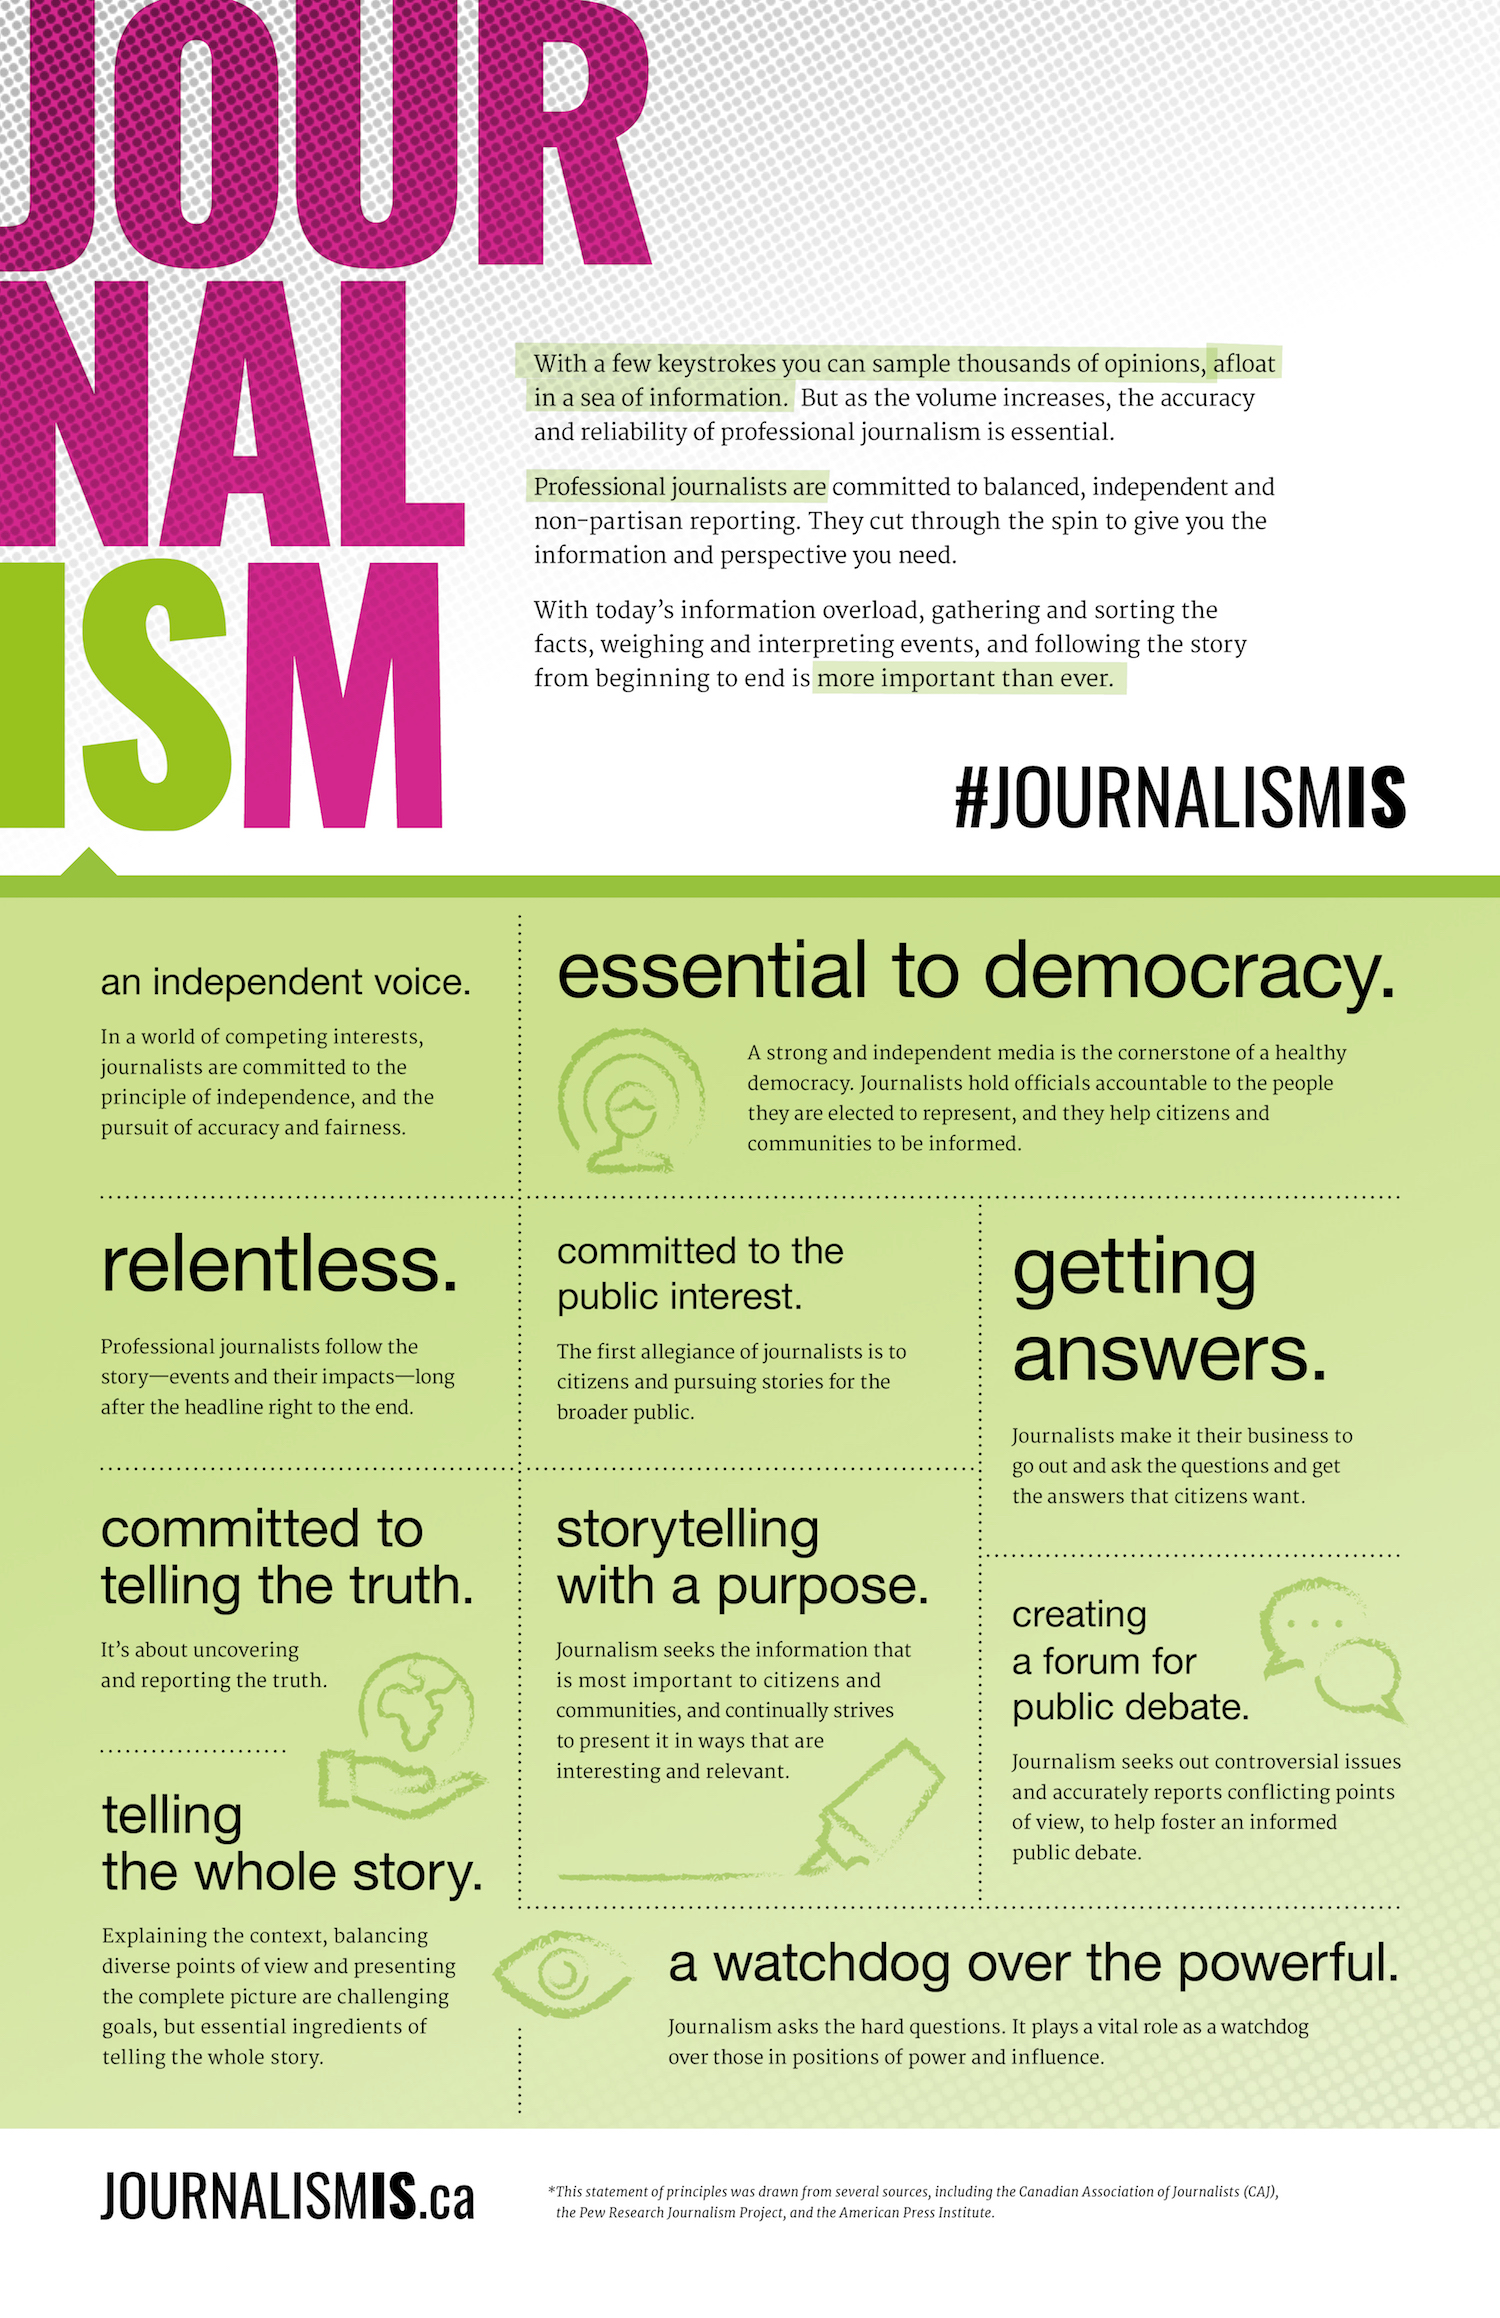 JOUR
NAL
ISM
With a few keystrokes you can sample thousands of opinions, afloat
in a sea of information. But as the volume increases, the accuracy
and reliability of professional journalism is essential.
Professional journalists are committed to balanced, independent and
non-partisan reporting. They cut through the spin to give you the
information and perspective you need.
With today’s information overload, gathering and sorting the
facts, weighing and interpreting events, and following the story
from beginning to end is more important than ever.
#JOURNALISMIS
an independent voice.
In a world of competing interests,
journalists are committed to the
principle of independence, and the
pursuit of accuracy and fairness.
essential to democracy.
A strong and independent media is the cornerstone of a healthy
democracy. Journalists hold officials accountable to the people
they are elected to represent, and they help citizens and
communities to be informed.
relentless.
Professional journalists follow the
story—events and their impacts—long
after the headline right to the end.
committed to the
public interest.
The first allegiance of journalists is to
citizens and pursuing stories for the
broader public.
getting
answers.
Journalists make it their business to
go out and ask the questions and get
the answers that citizens want.
committed to
telling the truth.
It’s about uncovering
and reporting the truth.
storytelling
with a purpose.
Journalism seeks the information that
is most important to citizens and
communities, and continually strives
to present it in ways that are
interesting and relevant.
creating
a forum for
public debate.
Journalism seeks out controversial issues
and accurately reports conflicting points
of view, to help foster an informed
public debate.
telling
the whole story.
Explaining the context, balancing
diverse points of view and presenting
the complete picture are challenging
goals, but essential ingredients of
telling the whole story.
a watchdog over the powerful.
Journalism asks the hard questions. It plays a vital role as a watchdog
over those in positions of power and influence.
JOURNALISMIS.ca
*This statement of principles was drawn from several sources, including the Canadian Association of Journalists (CAJ),
the Pew Research Journalism Project, and the American Press Institute.